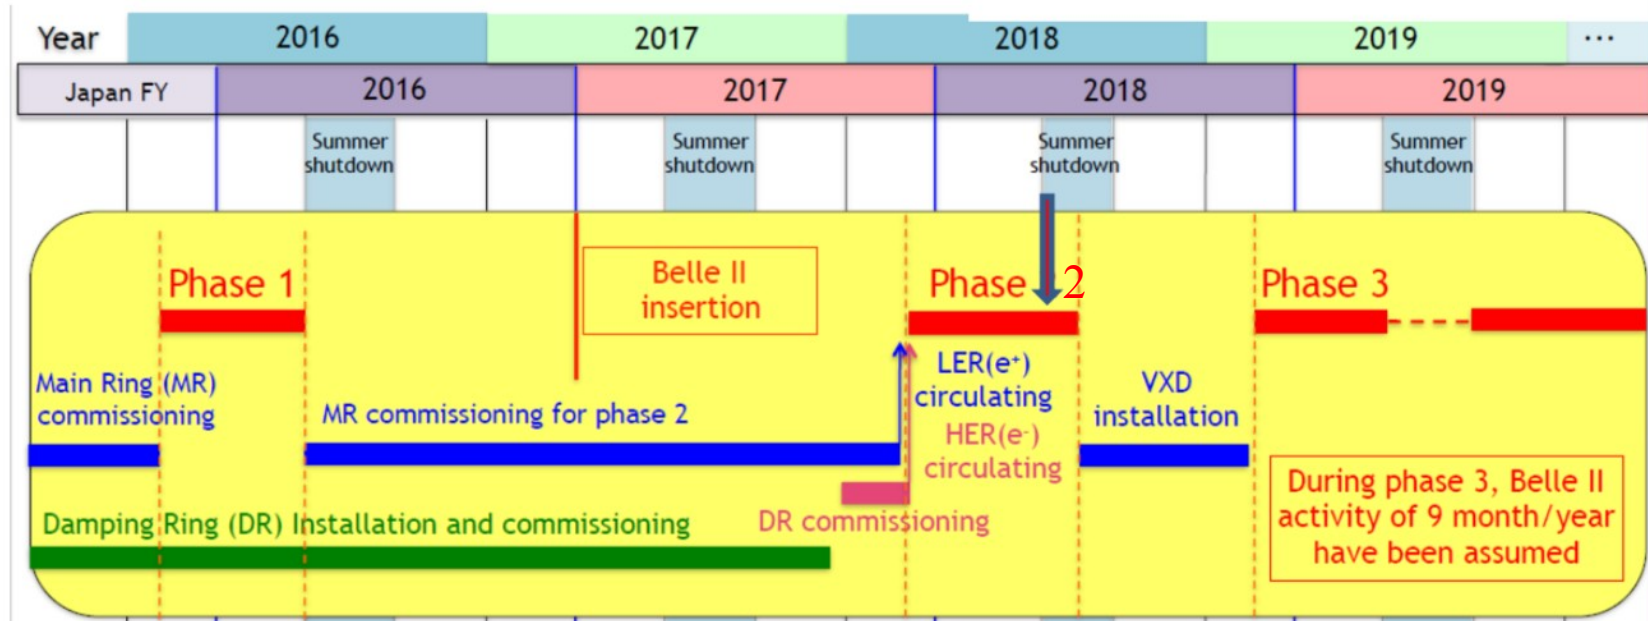 Year 2016 2017 2018 2019 ...
Japan FY 2016 2017 2018 2019
Summer
shutdown
Summer
shutdown
Summer
shutdown
Summer
shutdown
Phase 1
Belle II
insertion
Phase 2
Phase 3
Main Ring (MR)
commissioning
MR commissioning for phase 2
LER(e⁺)
circulating
HER(e⁻)
circulating
VXD
installation
DR commissioning
Damping Ring (DR) Installation and commissioning
During phase 3, Belle II
activity of 9 month/year
have been assumed